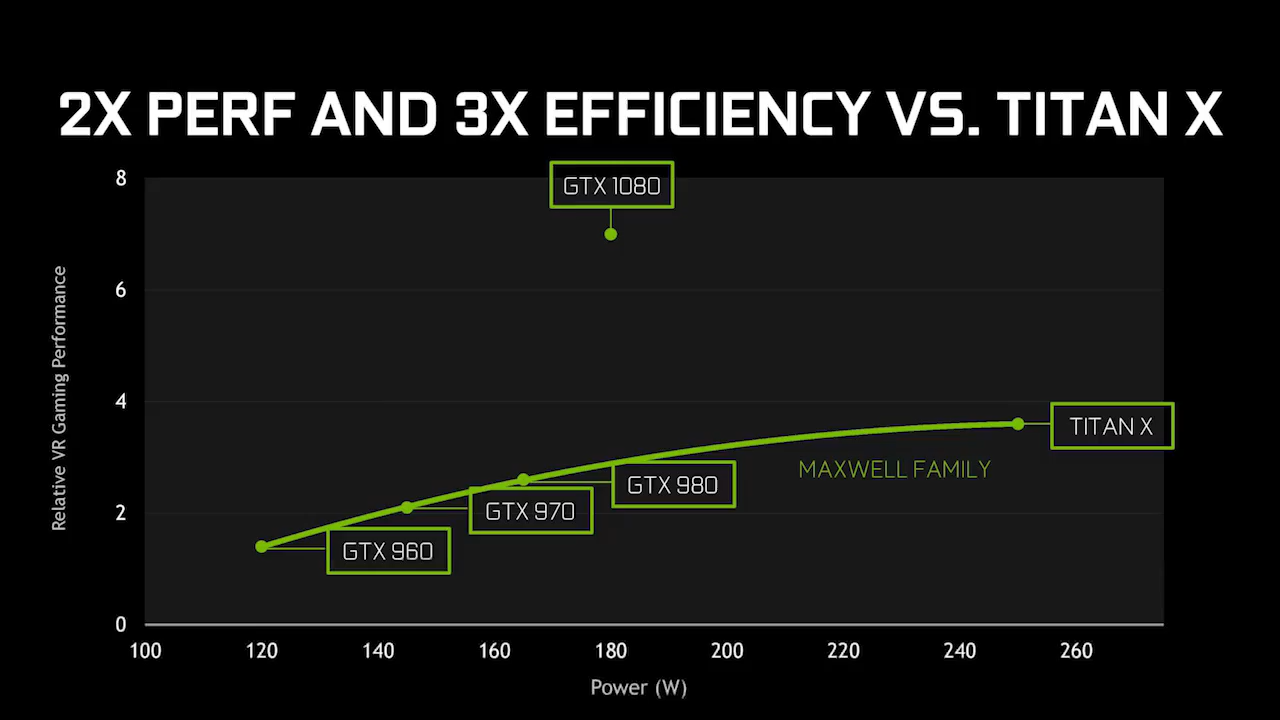 2X PERF AND 3X EFFICIENCY VS. TITAN X
8
GTX 1080
6
Relative VR Gaming Performance
4
TITAN X
MAXWELL FAMILY
GTX 980
2
GTX 970
GTX 960
0
100 120 140 160 180 200 220 240 260
Power (W)